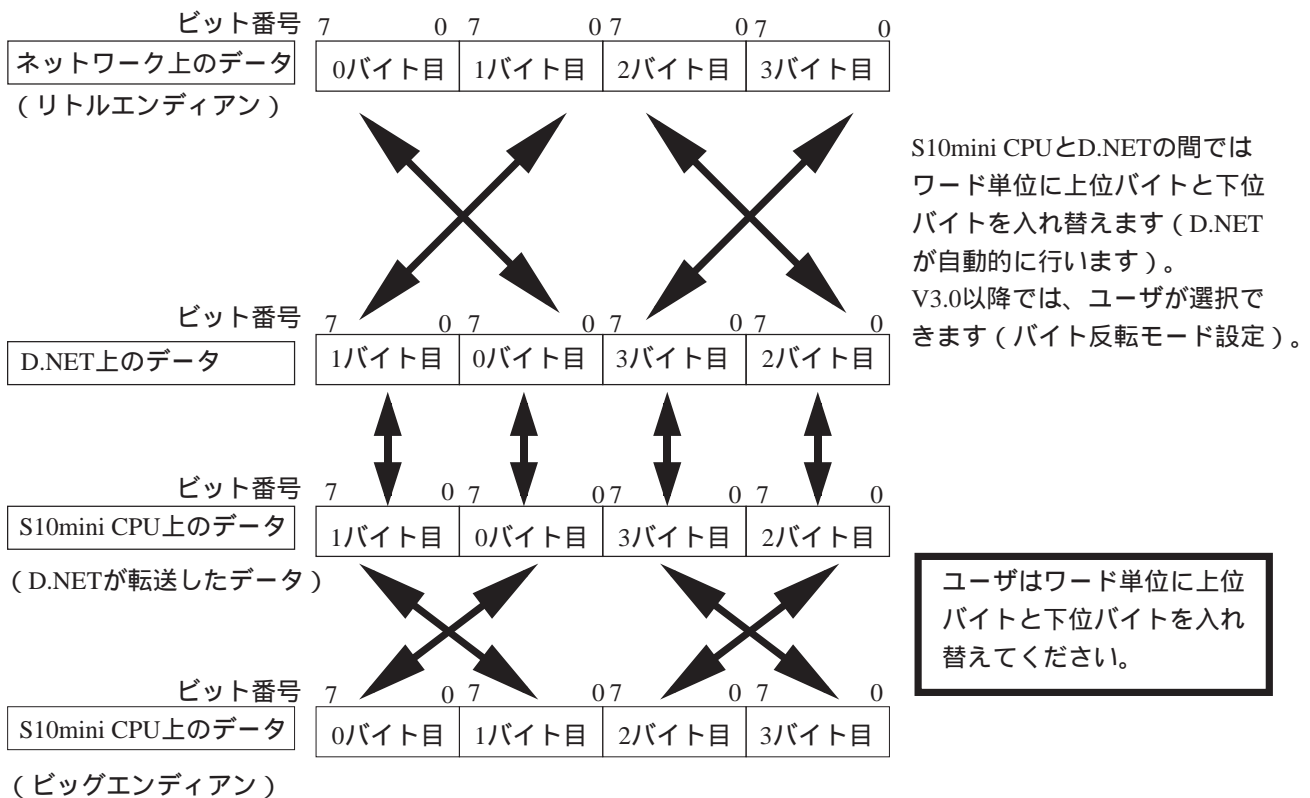 ビット番号 7 0 7 0 7 0 7 0
ネットワーク上のデータ 0バイト目 1バイト目 2バイト目 3バイト目
(リトルエンディアン)
S10mini CPUとD.NETの間では
ワード単位に上位バイトと下位
バイトを入れ替えます(D.NET
が自動的に行います)。
V3.0以降では、ユーザが選択で
きます(バイト反転モード設定)。
ビット番号 7 0 7 0 7 0 7 0
D.NET上のデータ 1バイト目 0バイト目 3バイト目 2バイト目
ビット番号 7 0 7 0 7 0 7 0
S10mini CPU上のデータ 1バイト目 0バイト目 3バイト目 2バイト目
(D.NETが転送したデータ)
ユーザはワード単位に上位
バイトと下位バイトを入れ
替えてください。
ビット番号 7 0 7 0 7 0 7 0
S10mini CPU上のデータ 0バイト目 1バイト目 2バイト目 3バイト目
(ビッグエンディアン)